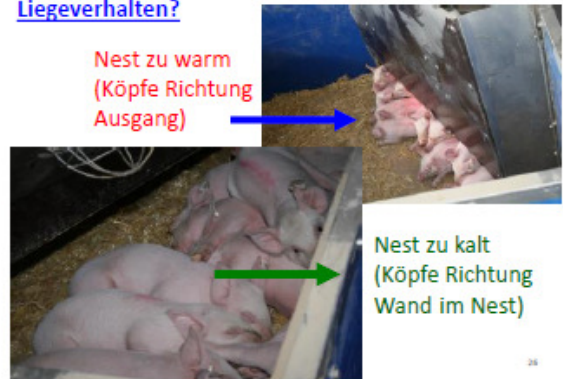 Liegeverhalten?
Nest zu warm
(Köpfe Richtung
Ausgang)
Nest zu kalt
(Köpfe Richtung
Wand im Nest)
26